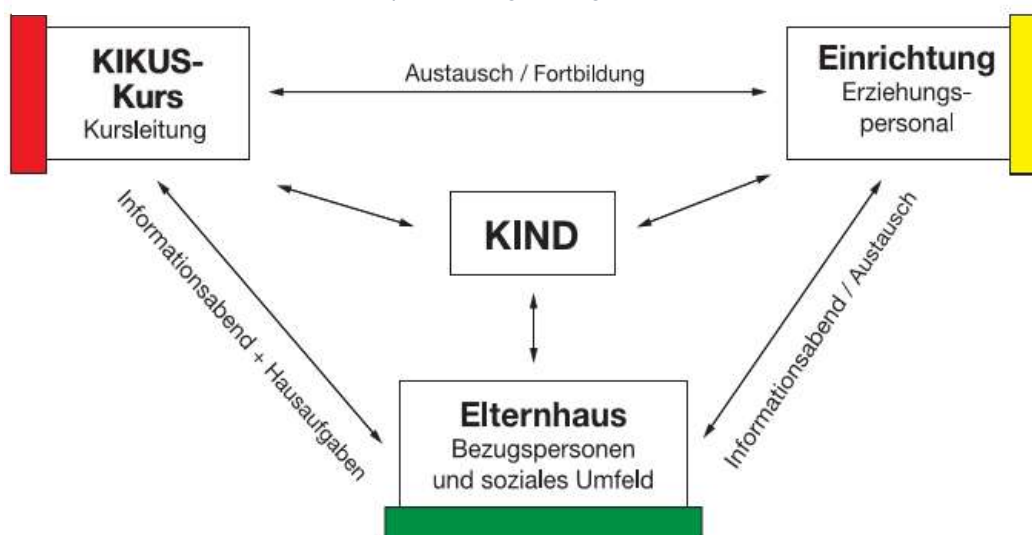 KIKUS-
Kurs
Kursleitung
Austausch / Fortbildung
Einrichtung
Erziehungs-
personal
KIND
Informationsabend + Hausaufgaben
Informationsabend / Austausch
Elternhaus
Bezugspersonen
und soziales Umfeld